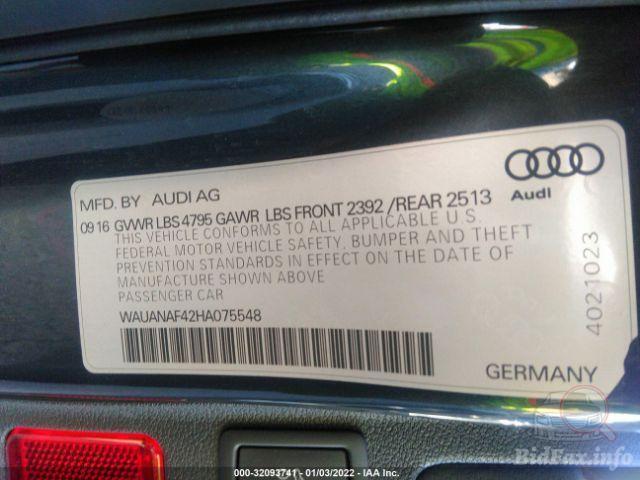 MFD. BY AUDI AG
Audi
09 16 GVWR LBS 4795 GAWR LBS FRONT 2392 /REAR 2513
THIS VEHICLE CONFORMS TO ALL APPLICABLE U S.
FEDERAL MOTOR VEHICLE SAFETY, BUMPER AND THEFT
PREVENTION STANDARDS IN EFFECT ON THE DATE OF
MANUFACTURE SHOWN ABOVE
PASSENGER CAR
WAUANAF42HA075548
4021023
GERMANY
BidFax.info
000-32093741 - 01/03/2022 - IAA Inc.